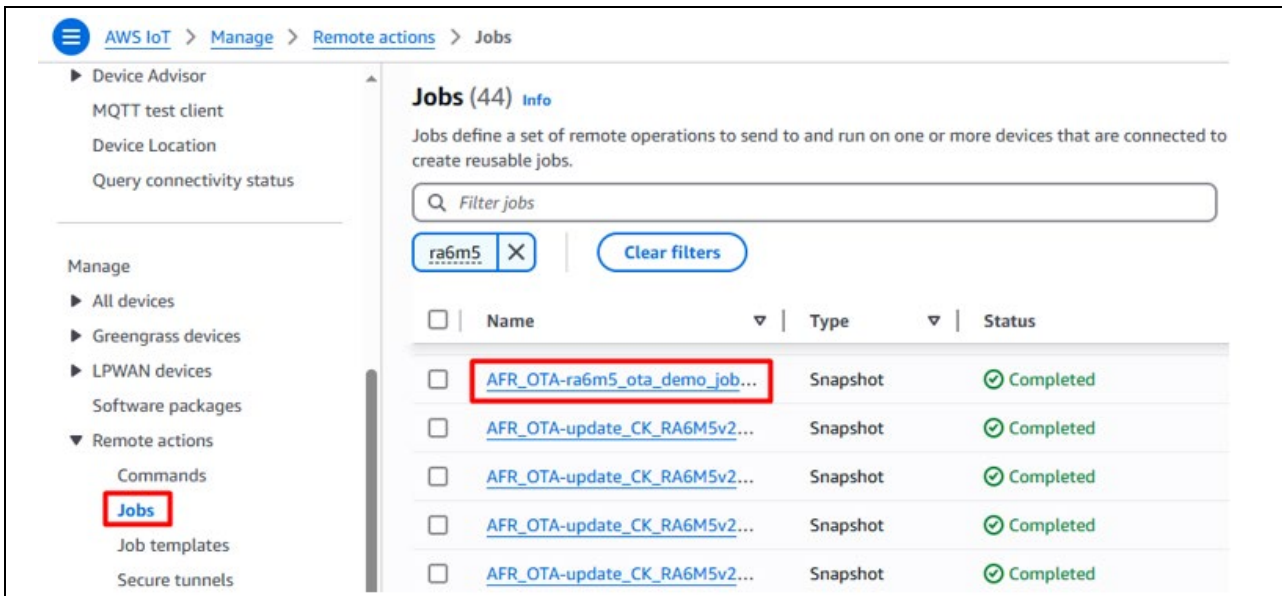 AWS IoT > Manage > Remote actions > Jobs
Device Advisor
MQTT test client
Device Location
Query connectivity status
Manage
All devices
Greengrass devices
LPWAN devices
Software packages
Remote actions
Commands
Jobs
Job templates
Secure tunnels
Jobs (44) Info
Jobs define a set of remote operations to send to and run on one or more devices that are connected to
create reusable jobs.
Filter jobs
ra6m5 Clear filters
Name Type Status
AFR_OTA-ra6m5_ota_demo_job... Snapshot Completed
AFR_OTA-update_CK_RA6M5v2... Snapshot Completed
AFR_OTA-update_CK_RA6M5v2... Snapshot Completed
AFR_OTA-update_CK_RA6M5v2... Snapshot Completed
AFR_OTA-update_CK_RA6M5v2... Snapshot Completed